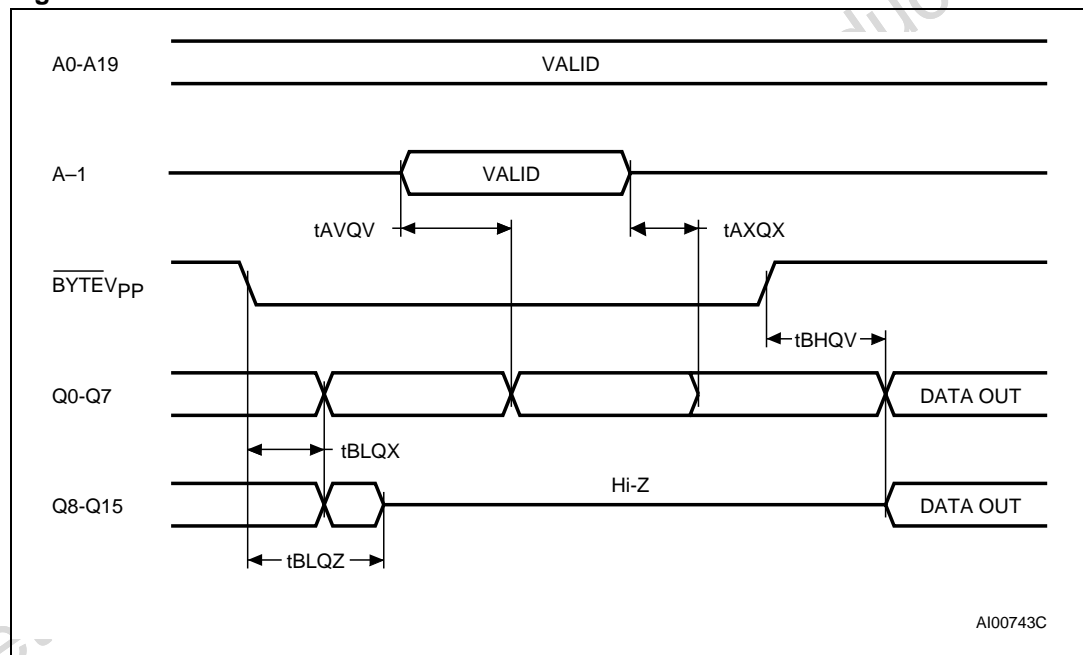 A0-A19
VALID
A–1
VALID
tAVQV
tAXQX
BYTEVPP
tBHQV
Q0-Q7
DATA OUT
tBLQX
Q8-Q15
Hi-Z
DATA OUT
tBLQZ
AI00743C